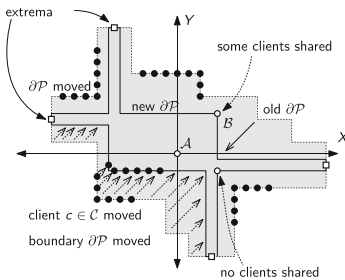 extrema
Y
some clients shared
∂P moved
new ∂P
old ∂P
B
A
X
client c ∈ C moved
boundary ∂P moved
no clients shared